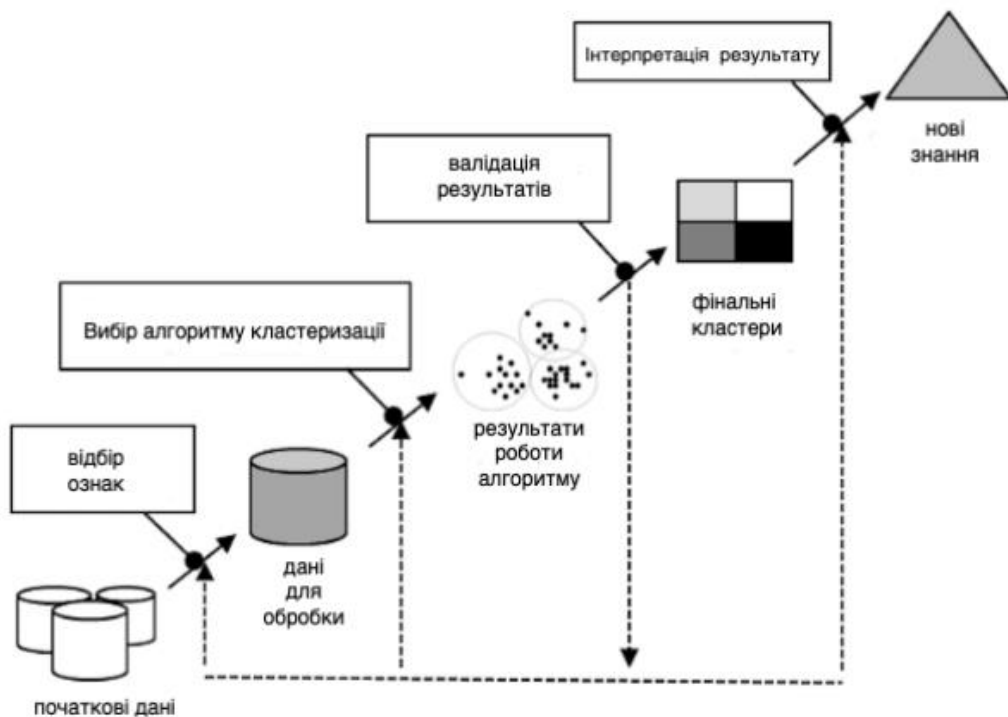 Інтерпретація результату
нові
знання
валідація
результатів
фінальні
кластери
Вибір алгоритму кластеризації
результати
роботи
алгоритму
відбір
ознак
дані
для
обробки
початкові дані